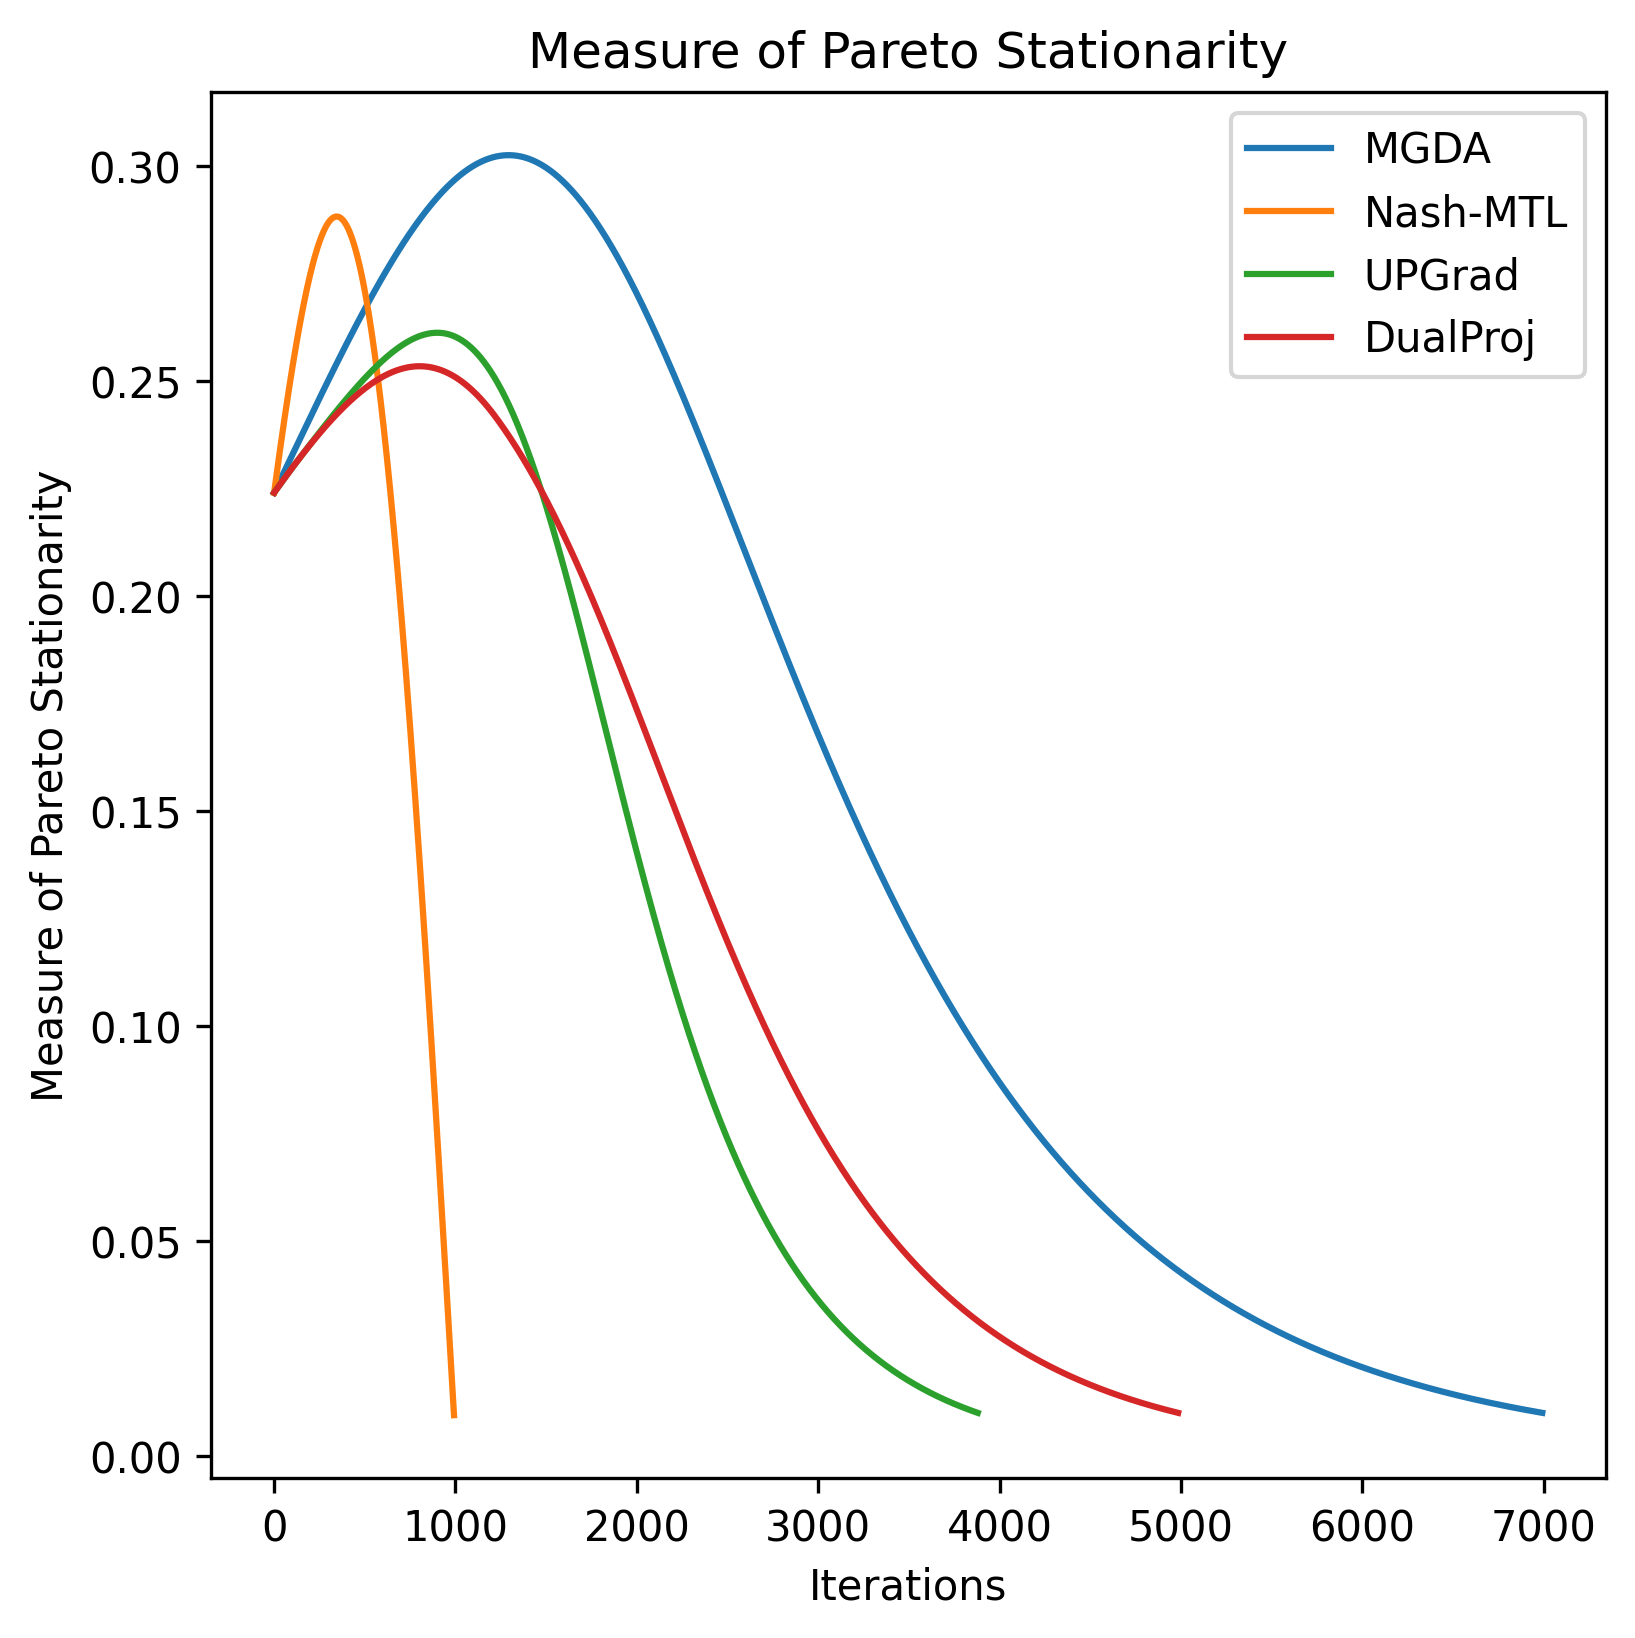 Measure of Pareto Stationarity
MGDA
Nash-MTL
UPGrad
DualProj
Measure of Pareto Stationarity
0.30
0.25
0.20
0.15
0.10
0.05
0.00
0 1000 2000 3000 4000 5000 6000 7000
Iterations